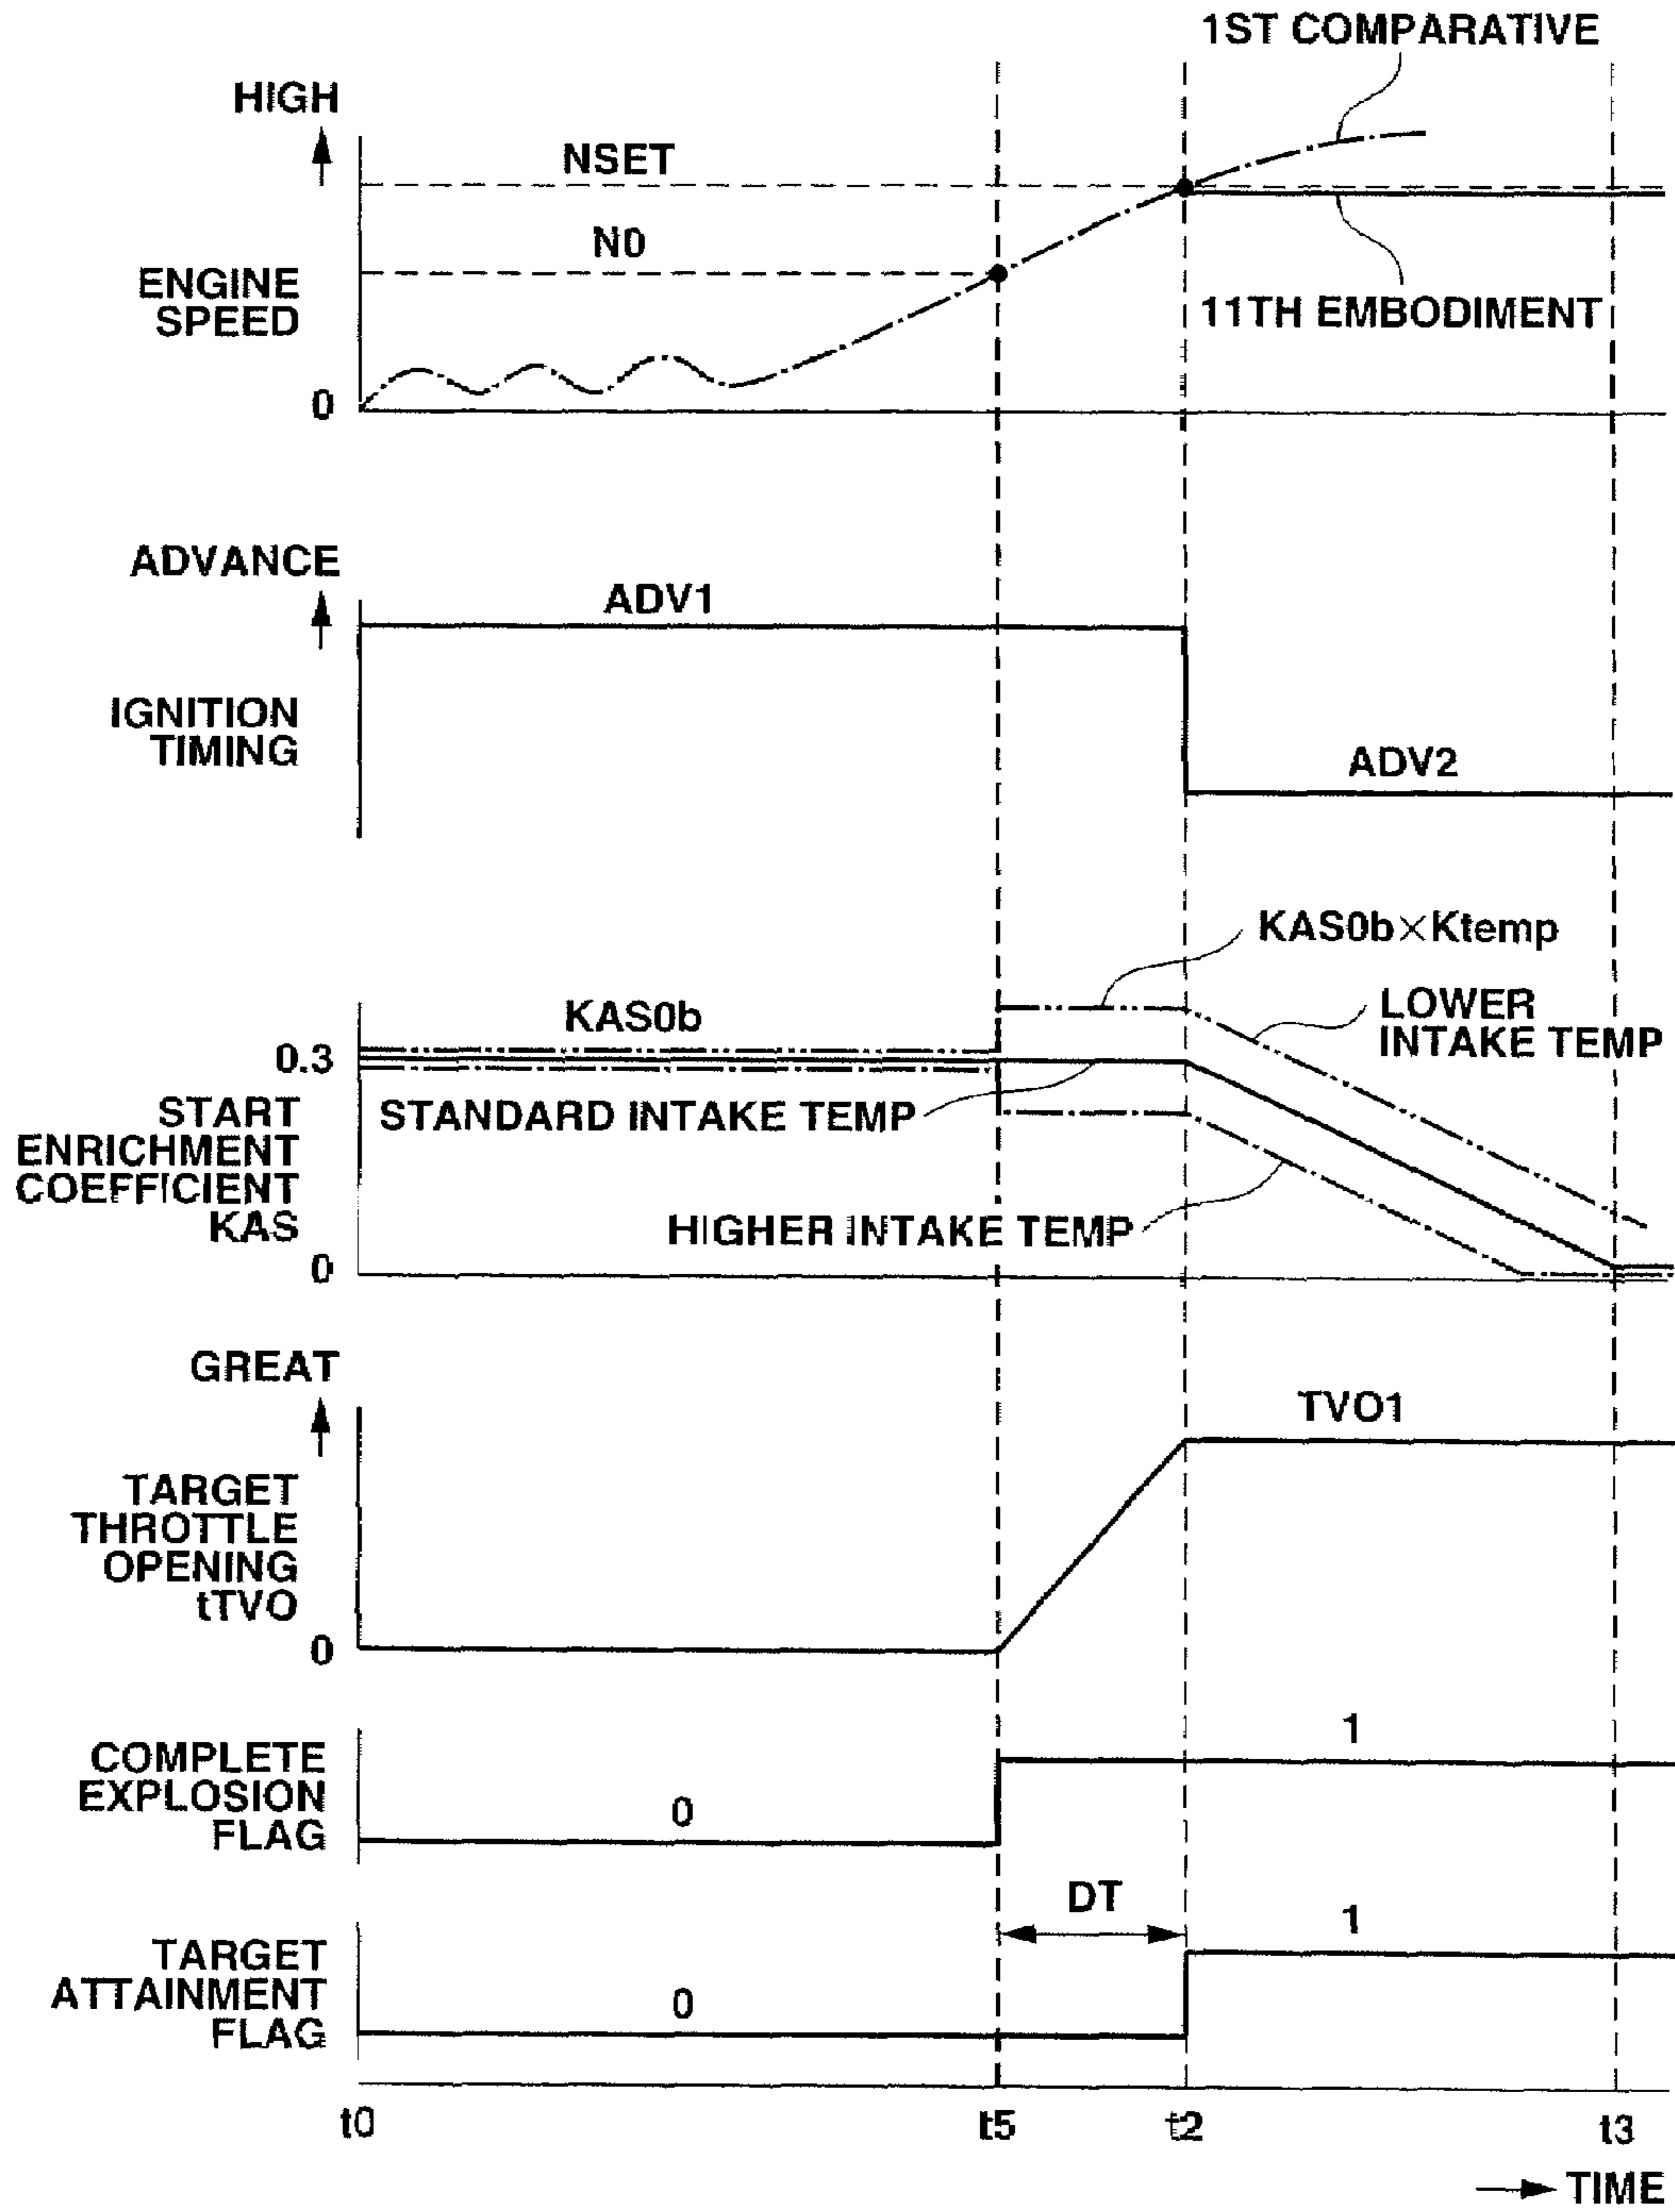 1ST COMPARATIVE
HIGH
NSET
N0
ENGINE
SPEED
11TH EMBODIMENT
0
ADVANCE
ADV1
IGNITION
TIMING
ADV2
KAS0b×Ktemp
LOWER
INTAKE TEMP
KAS0b
0.3
START
ENRICHMENT
COEFFICIENT
KAS
STANDARD INTAKE TEMP
HIGHER INTAKE TEMP
0
GREAT
TVO1
TARGET
THROTTLE
OPENING
tTVO
0
COMPLETE
EXPLOSION
FLAG
0
1
DT
TARGET
ATTAINMENT
FLAG
0
1
t0
t5
t2
t3
TIME